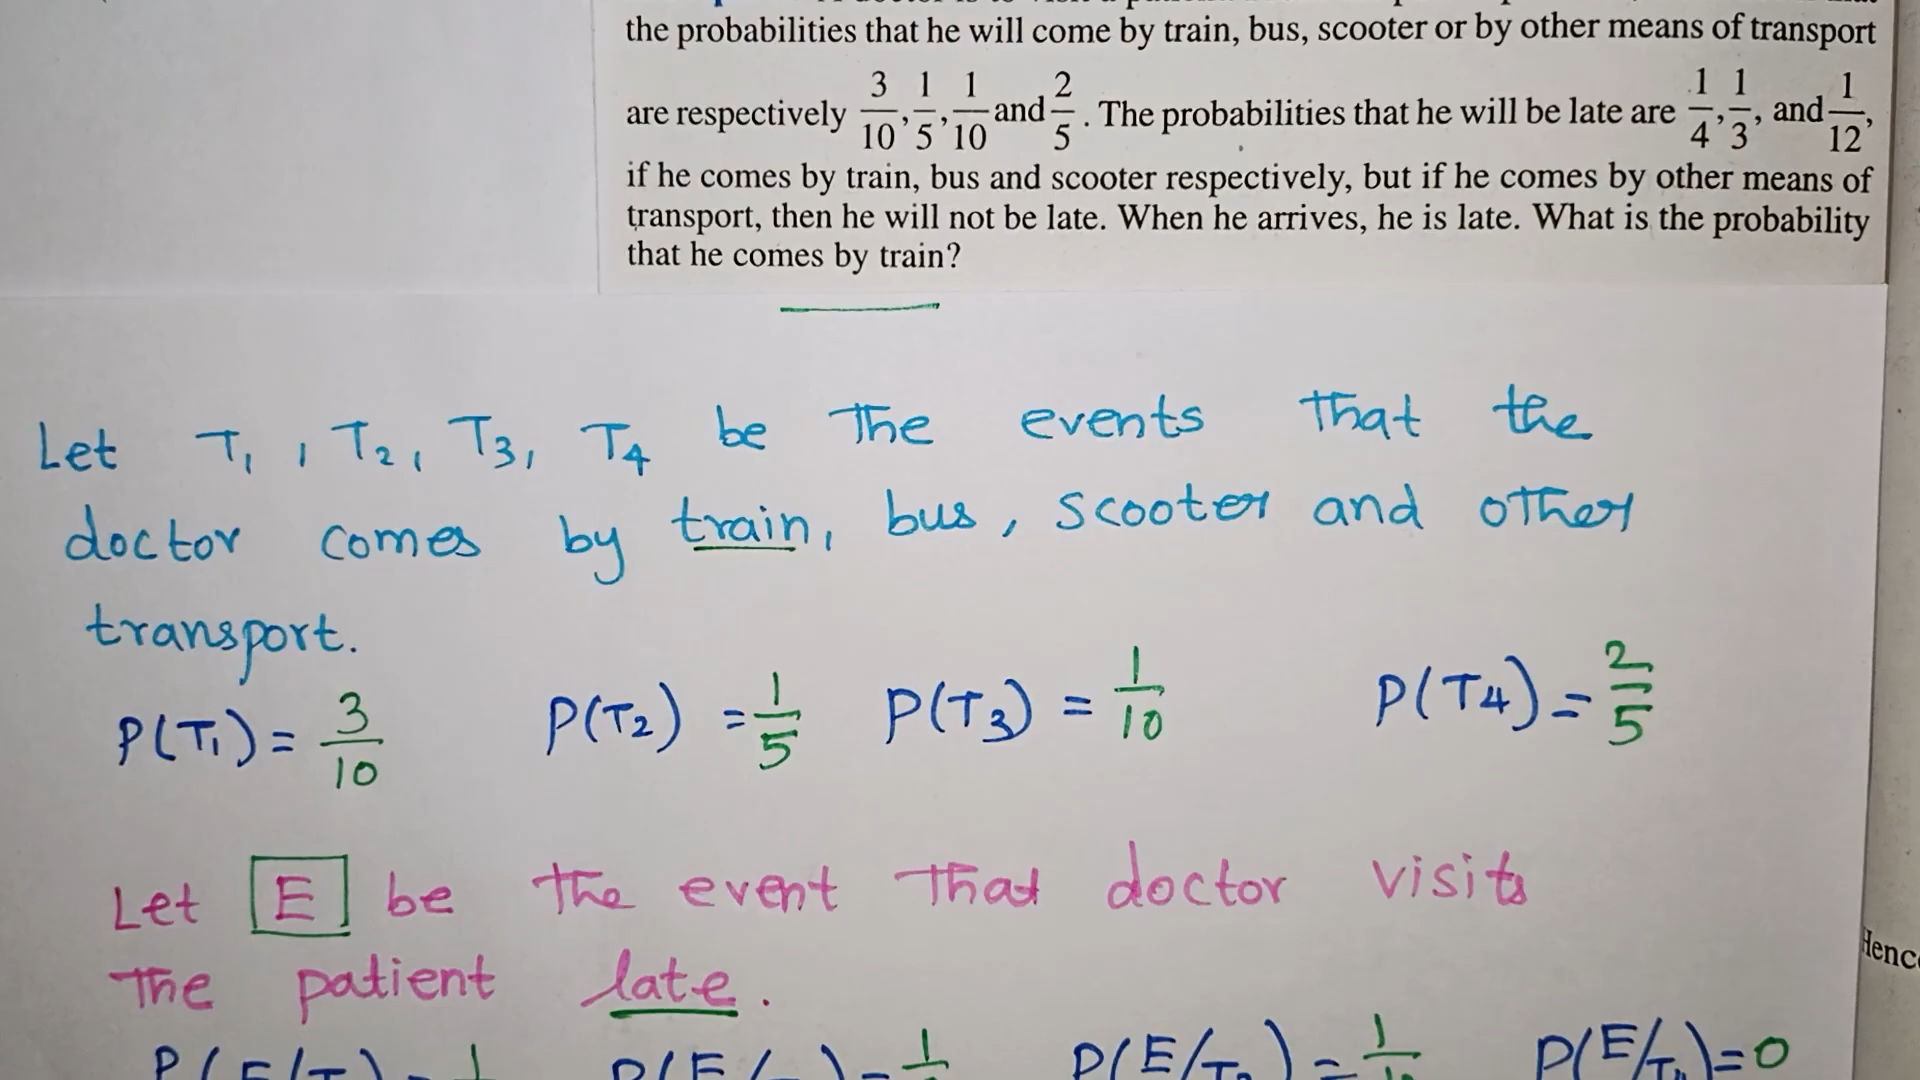 the probabilities that he will come by train, bus, scooter or by other means of transport
are respectively 3/10, 1/5, 1/10 and 2/5. The probabilities that he will be late are 1/4, 1/3, and 1/12,
if he comes by train, bus and scooter respectively, but if he comes by other means of
transport, then he will not be late. When he arrives, he is late. What is the probability
that he comes by train?
Let T1, T2, T3, T4 be the events that the
doctor comes by train, bus, scooter and other
transport.
P(T1) = 3/10 P(T2) = 1/5 P(T3) = 1/10 P(T4) = 2/5
Let E be the event that doctor visits
the patient late.
P(E/T4)=0